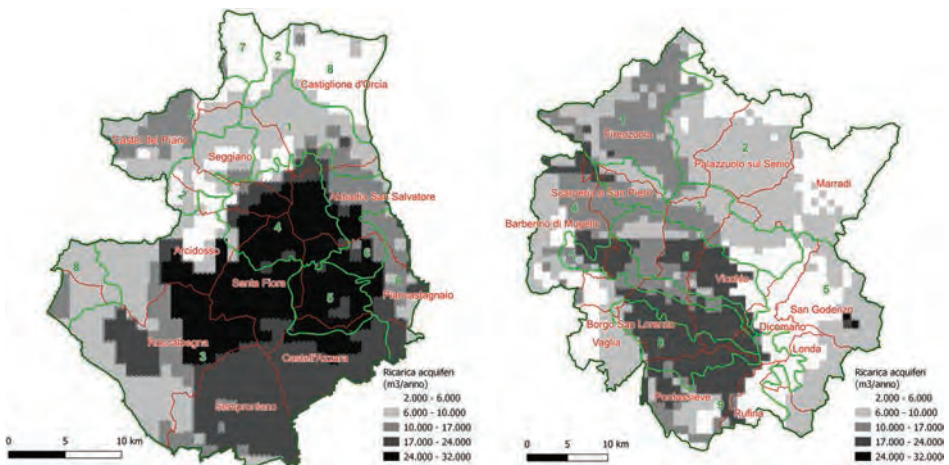 7
2
8
Castiglione d'Orcia
1
Castel del Piano
Seggiano
2
Abbadia San Salvatore
4
Arcidosso
6
Santa Fiora
8
5
Piancastagnaio
Roccalbegna
3
Castell'Azzara
Semproniano
Ricarica acquiferi
(m3/anno)
2.000 - 6.000
6.000 - 10.000
10.000 - 17.000
17.000 - 24.000
24.000 - 32.000
0 5 10 km
1
Firenzuola
2
Palazzuolo sul Senio
Marradi
Scarperia e San Piero
4
3
Barberino di Mugello
6
Vicchio
5
San Godenzo
Borgo San Lorenzo
Dicomano
Vaglia
Londa
Pontassieve
Rufina
Ricarica acquiferi
(m3/anno)
2.000 - 6.000
6.000 - 10.000
10.000 - 17.000
17.000 - 24.000
24.000 - 32.000
0 5 10 km